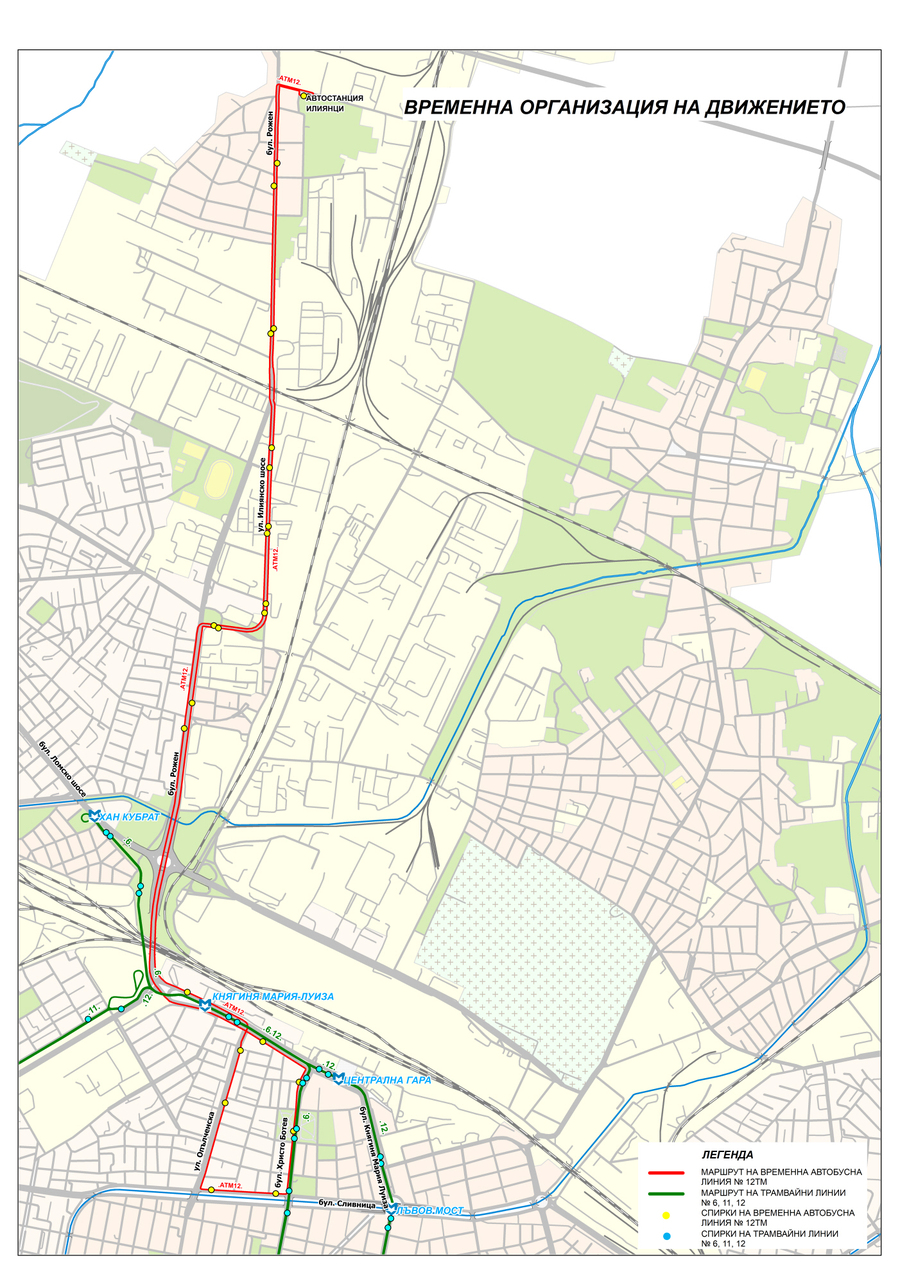 АТМ12.
АВТОСТАНЦИЯ
ИЛИЯНЦИ
ВРЕМЕННА ОРГАНИЗАЦИЯ НА ДВИЖЕНИЕТО
бул. Рожен
ул. Илиянско шосе
АТМ12.
АТМ12.
бул. Ломско шосе
бул. Рожен
ХАН КУБРАТ
.6
.6
.12.
.11.
КНЯГИНЯ МАРИЯ-ЛУИЗА
АТМ12.
.6.12.
.12.
ЦЕНТРАЛНА ГАРА
.6.
.12.
ул. Опълченска
бул. Христо Ботев
бул. Княгиня Мария Луиза
.АТМ12.
бул. Сливница
ЛЪВОВ МОСТ
ЛЕГЕНДА
МАРШРУТ НА ВРЕМЕННА АВТОБУСНА
ЛИНИЯ № 12ТМ
МАРШРУТ НА ТРАМВАЙНИ ЛИНИИ
№ 6, 11, 12
СПИРКИ НА ВРЕМЕННА АВТОБУСНА
ЛИНИЯ № 12ТМ
СПИРКИ НА ТРАМВАЙНИ ЛИНИИ
№ 6, 11, 12